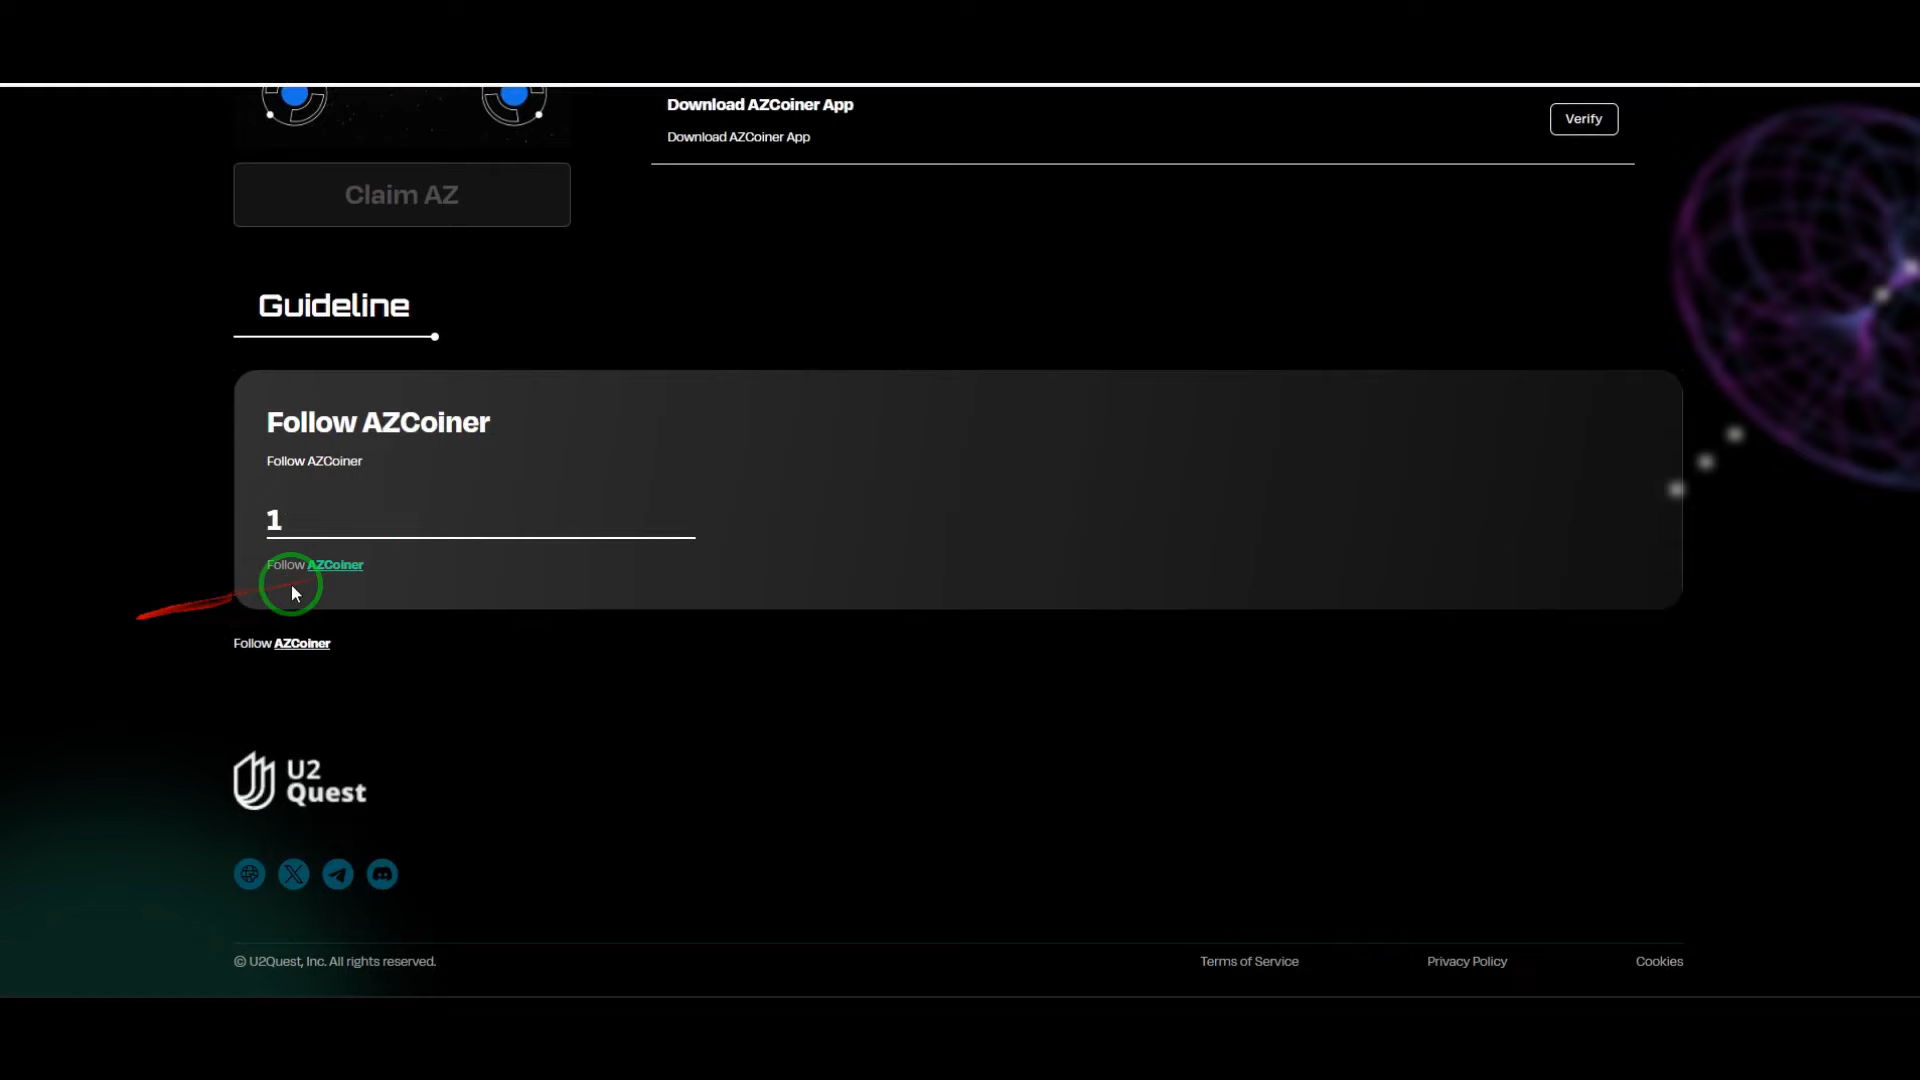 Download AZCoiner App
Verify
Download AZCoiner App
Claim AZ
Guideline
Follow AZCoiner
Follow AZCoiner
1
Follow AZCoiner
Follow AZCoiner
U2
Quest
© U2Quest, Inc. All rights reserved.
Terms of Service
Privacy Policy
Cookies